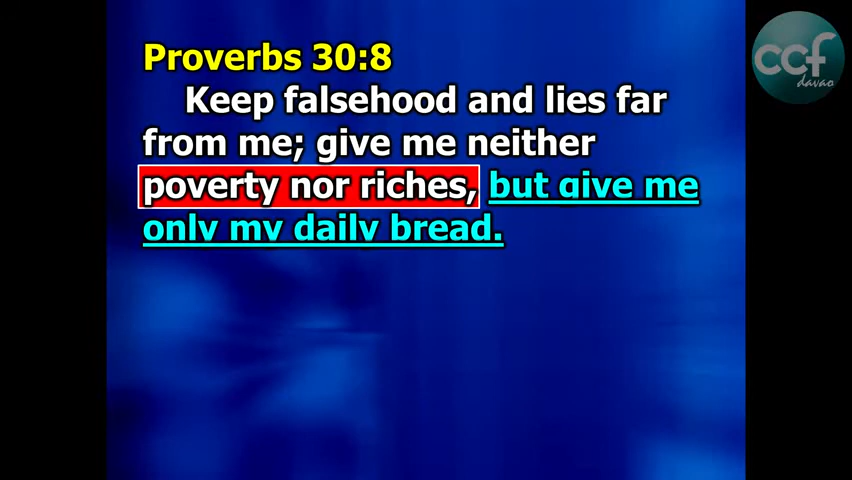 Proverbs 30:8
Keep falsehood and lies far
from me; give me neither
poverty nor riches, but give me
only my daily bread.
ccf
davao